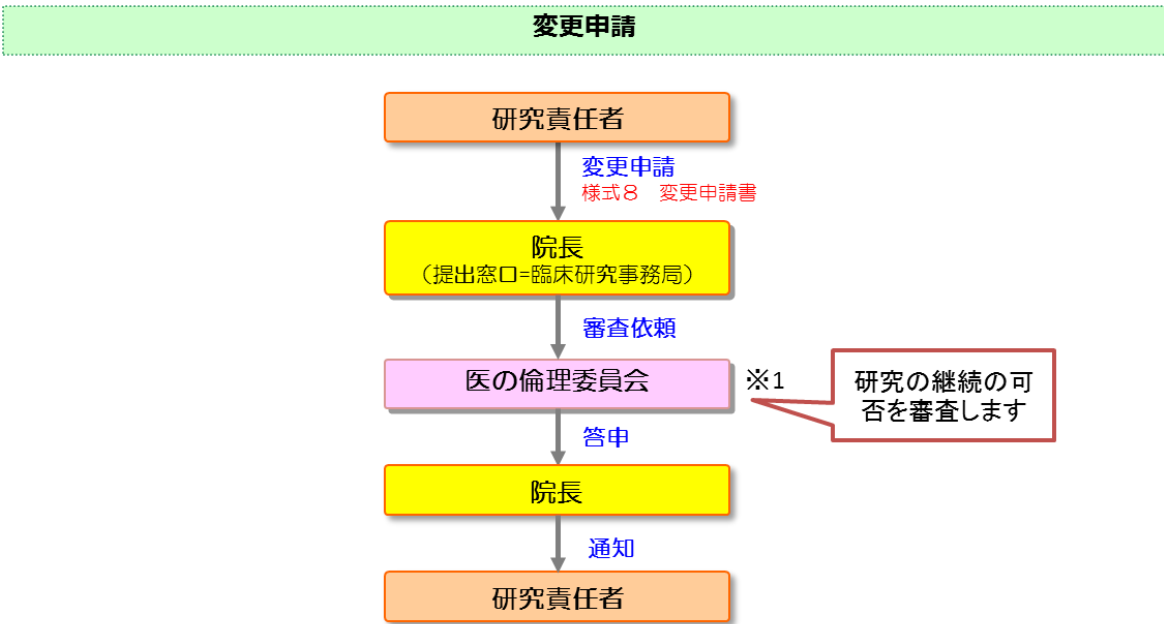 変更申請
研究責任者
変更申請
様式8 変更申請書
院長
（提出窓口=臨床研究事務局）
審査依頼
医の倫理委員会
※1
研究の継続の可
否を審査します
答申
院長
通知
研究責任者